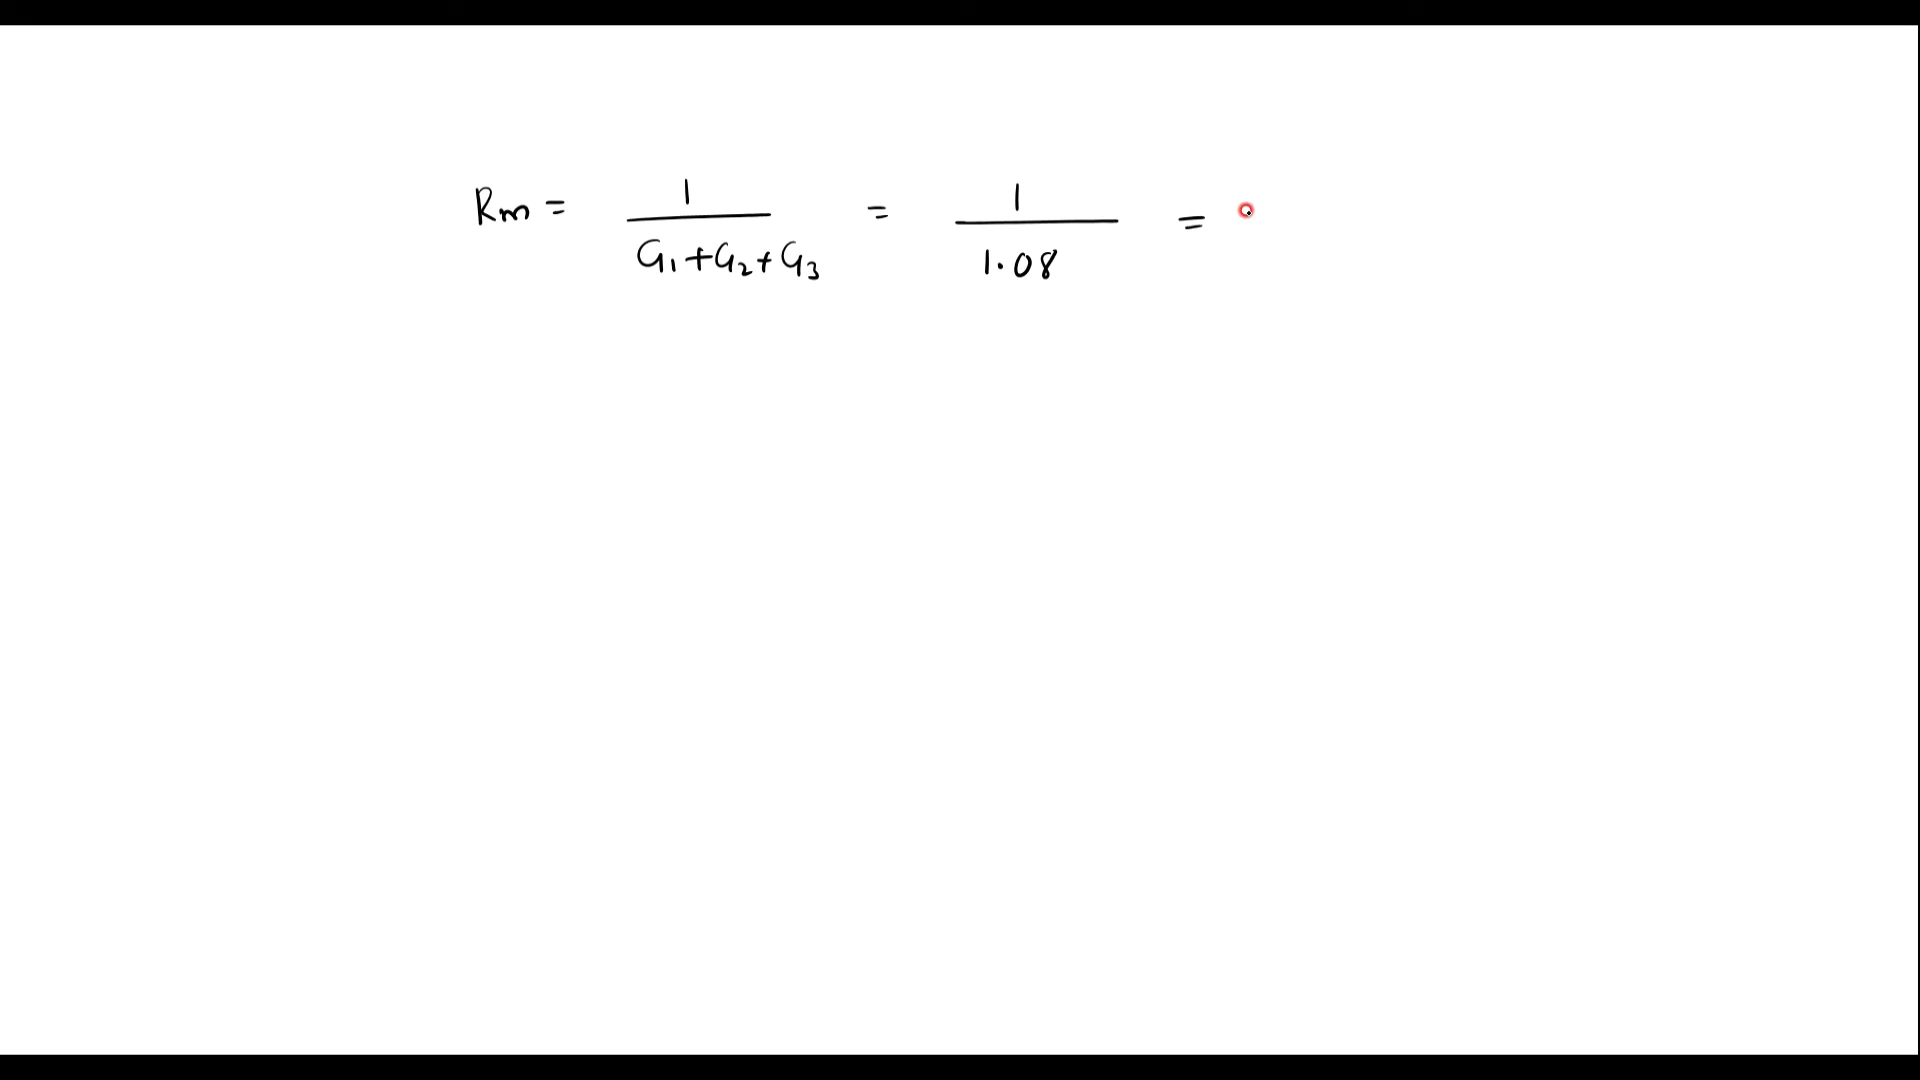 Rm = 1 / (G1+G2+G3) = 1 / 1.08 =